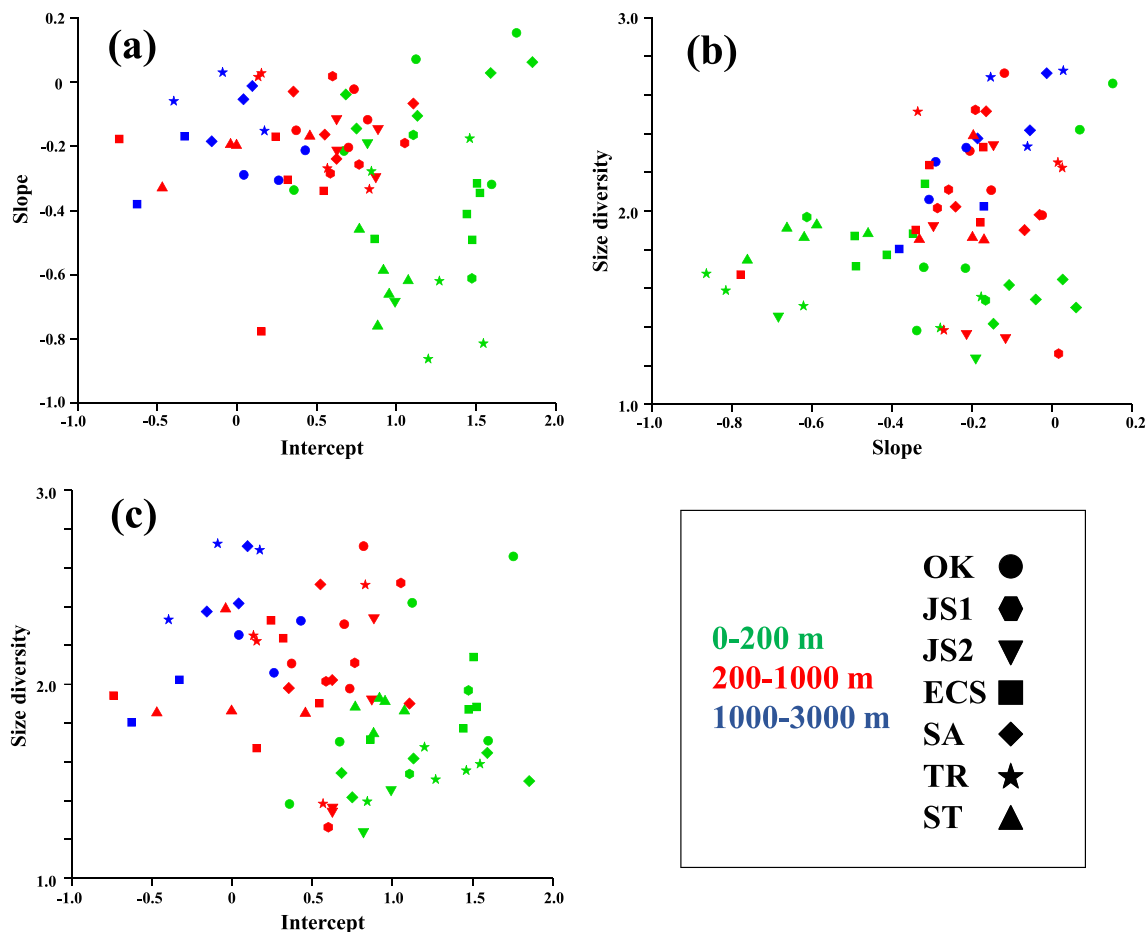 (a)
0.2
0
-0.2
-0.4
-0.6
-0.8
-1.0
Slope
-1.0 -0.5 0 0.5 1.0 1.5 2.0
Intercept
(b)
3.0
2.0
1.0
Size diversity
-1.0 -0.8 -0.6 -0.4 -0.2 0 0.2
Slope
(c)
3.0
2.0
1.0
Size diversity
-1.0 -0.5 0 0.5 1.0 1.5 2.0
Intercept
0-200 m
200-1000 m
1000-3000 m
OK
JS1
JS2
ECS
SA
TR
ST